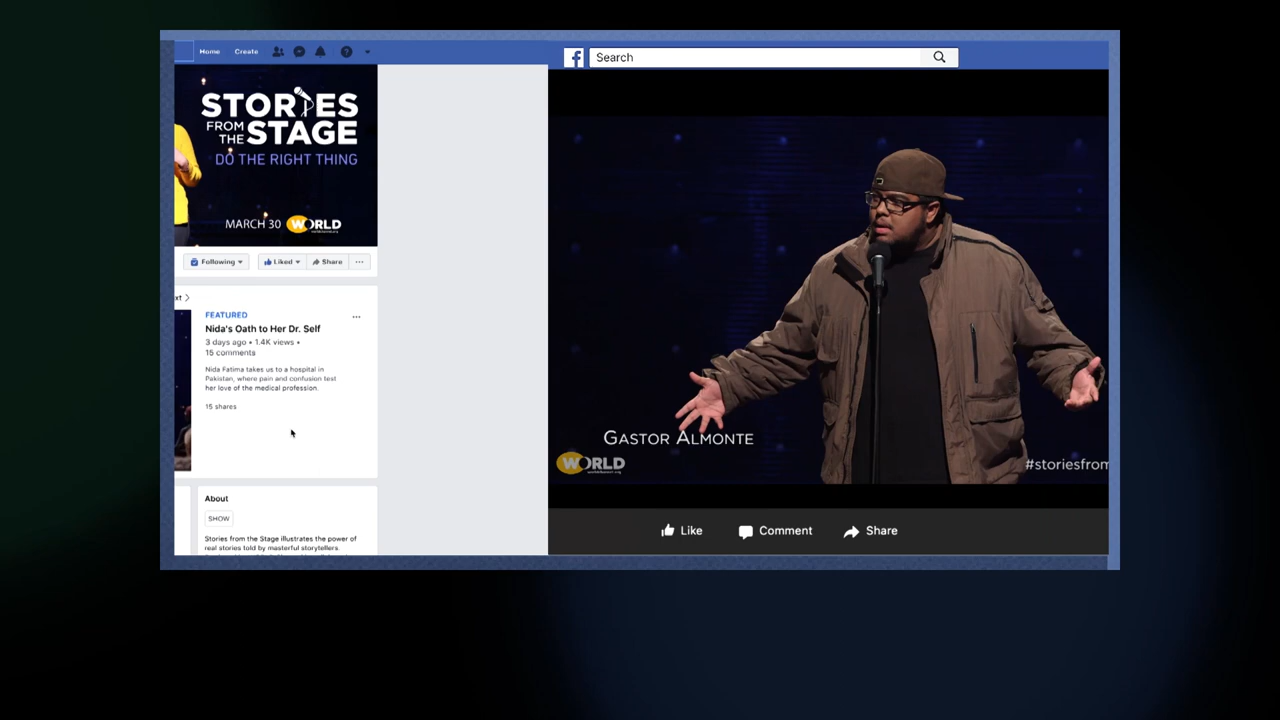 Home Create
Search
STORIES
FROM THE STAGE
DO THE RIGHT THING
MARCH 30 WORLD
Following
Liked
Share
xt
FEATURED
Nida's Oath to Her Dr. Self
3 days ago • 1.4K views •
15 comments
Nida Fatima takes us to a hospital in
Pakistan, where pain and confusion test
her love of the medical profession.
15 shares
About
SHOW
Stories from the Stage illustrates the power of
real stories told by masterful storytellers.
GASTOR ALMONTE
WORLD
#storiesfrom
Like
Comment
Share